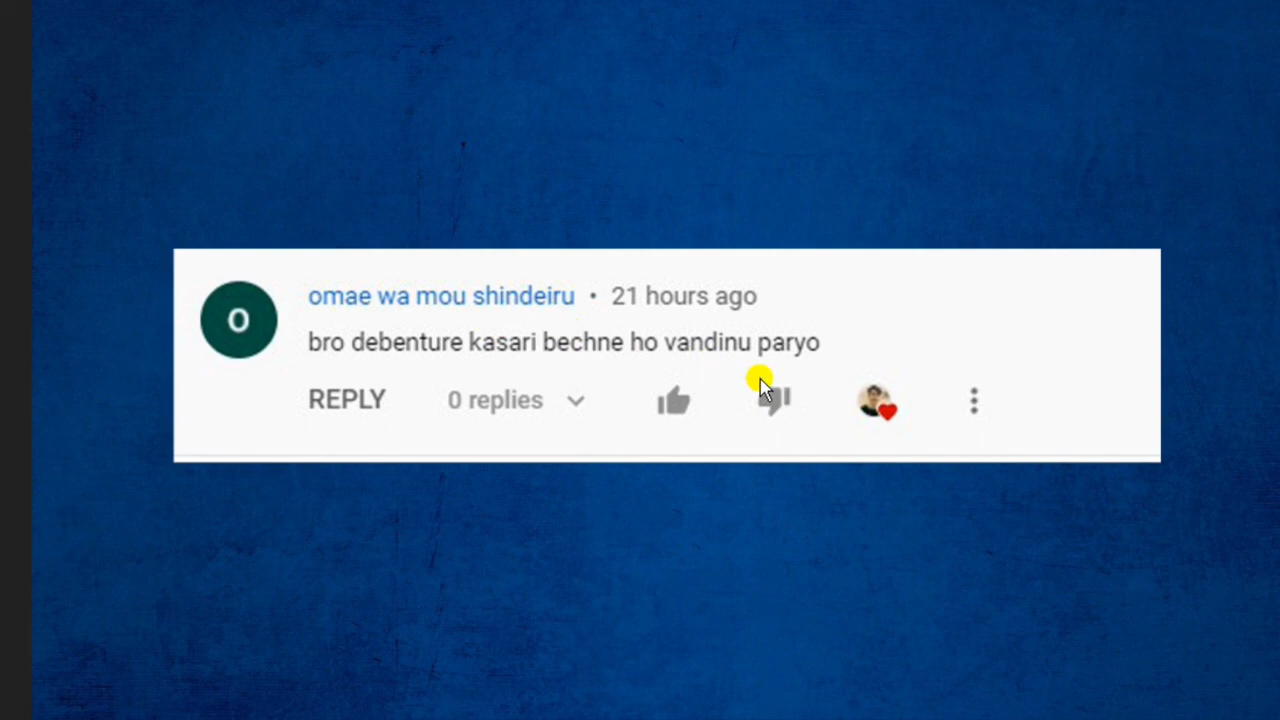 O
omae wa mou shindeiru • 21 hours ago
bro debenture kasari bechne ho vandinu paryo
REPLY 0 replies